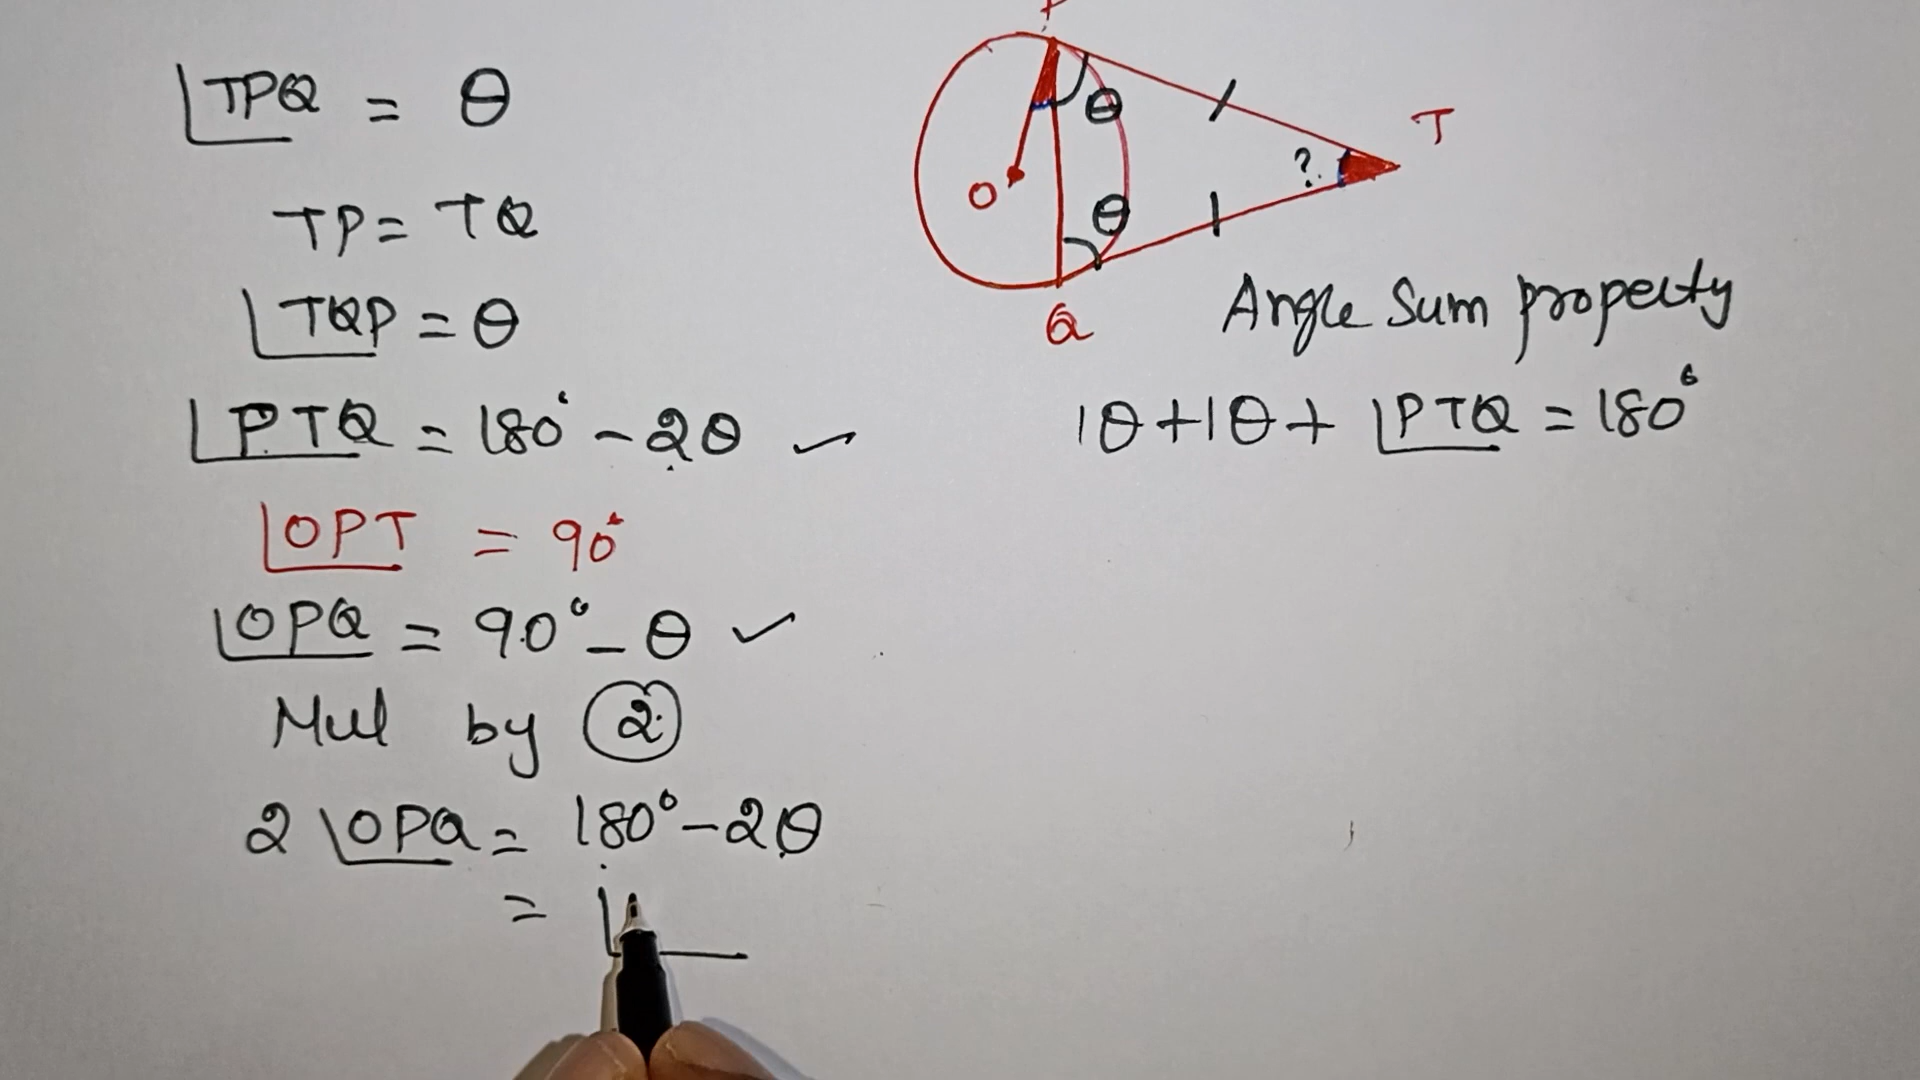 ∠TPQ = θ
TP = TQ
∠TQP = θ
∠PTQ = 180° - 2θ ✓
∠OPT = 90°
∠OPQ = 90° - θ ✓
Mul by 2
2 ∠OPQ = 180° - 2θ
=
P
θ
T
?
O
θ
Q
Angle Sum property
1θ + 1θ + ∠PTQ = 180°